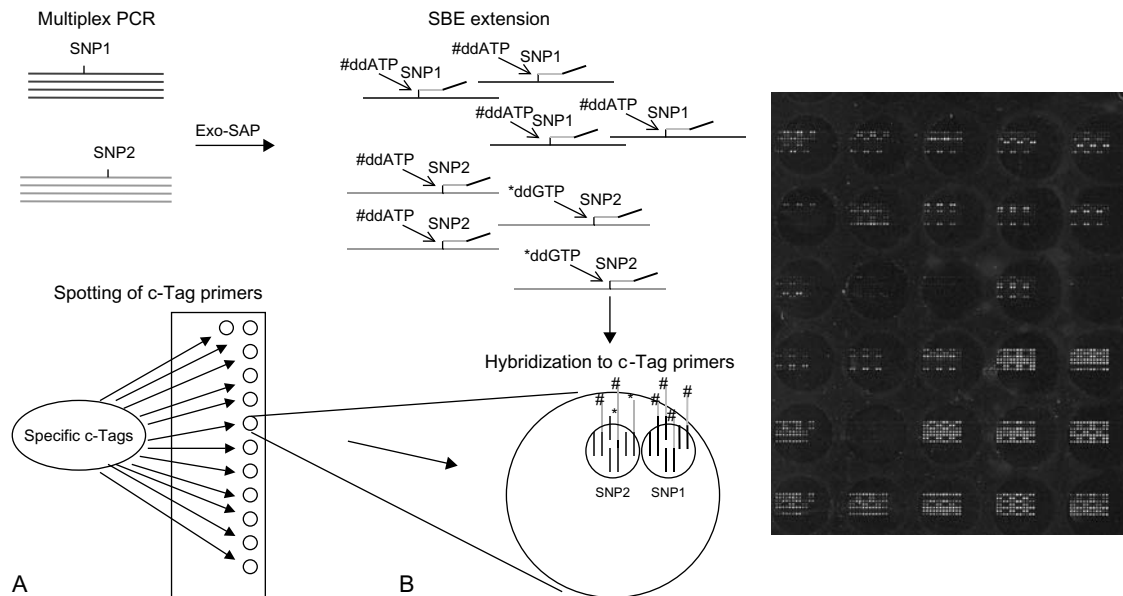 Multiplex PCR
SNP1
SNP2
Exo-SAP
SBE extension
#ddATP
SNP1
#ddATP
SNP1
#ddATP
SNP1
#ddATP
SNP1
#ddATP
SNP2
*ddGTP
SNP2
#ddATP
SNP2
*ddGTP
SNP2
Spotting of c-Tag primers
Specific c-Tags
Hybridization to c-Tag primers
#
#
#
#
#
#
*
*
SNP2
SNP1
A
B